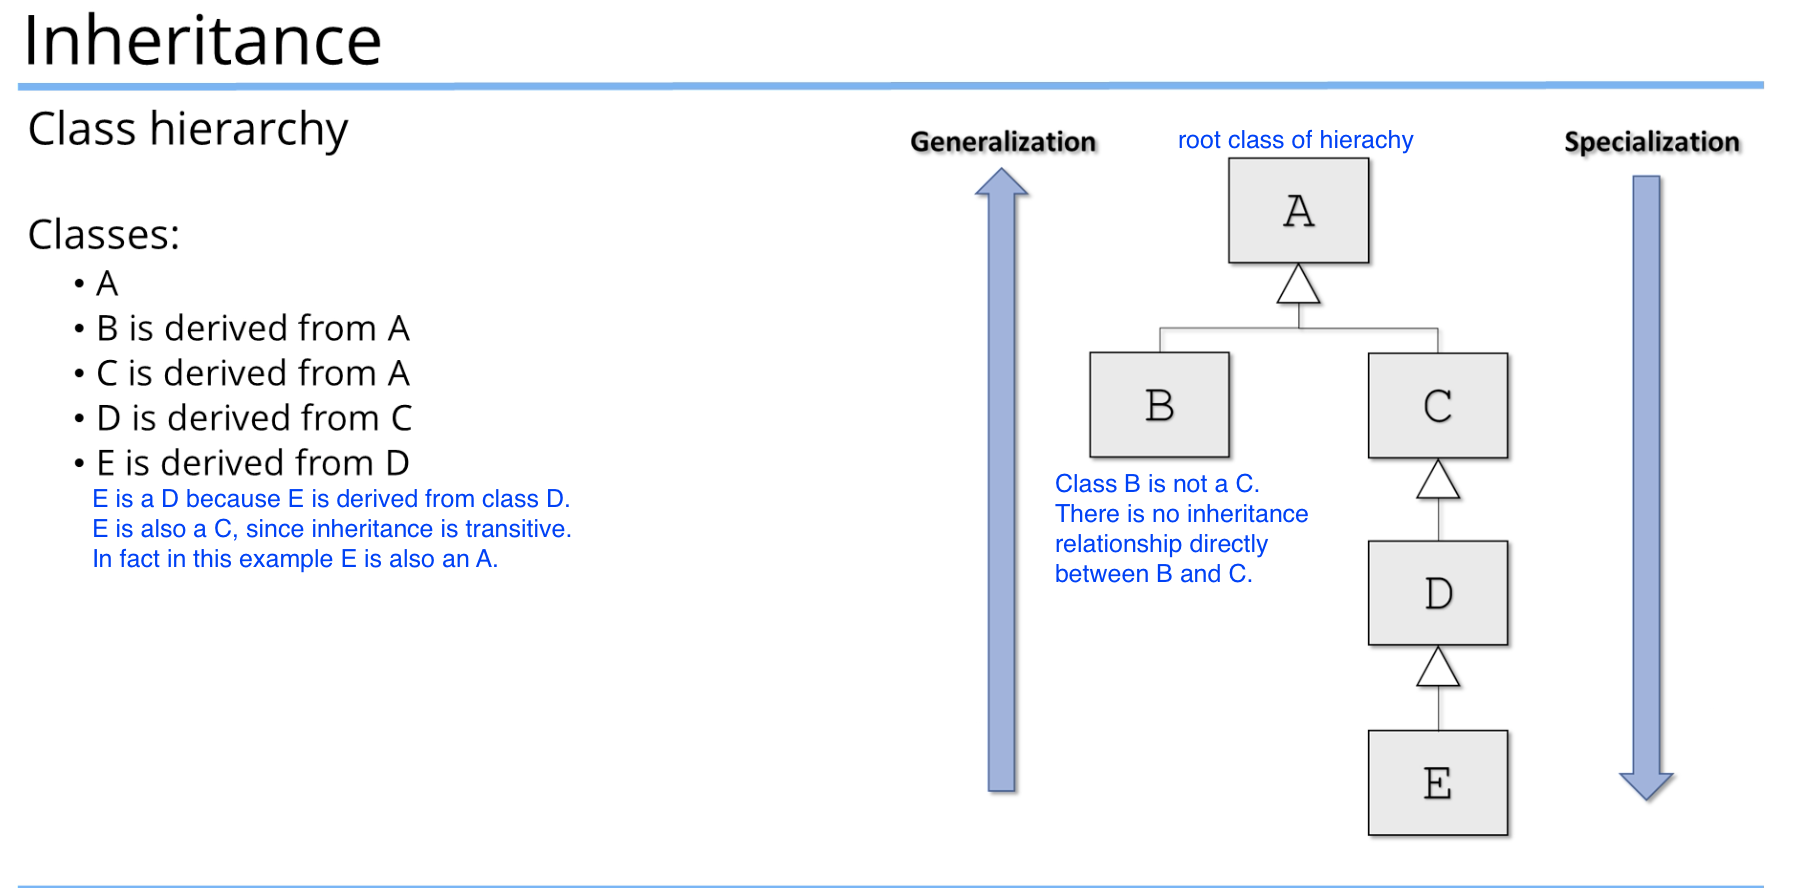 Inheritance
Class hierarchy
Classes:
• A
• B is derived from A
• C is derived from A
• D is derived from C
• E is derived from D
E is a D because E is derived from class D.
E is also a C, since inheritance is transitive.
In fact in this example E is also an A.
Generalization
root class of hierachy
Specialization
A
B
C
Class B is not a C.
There is no inheritance
relationship directly
between B and C.
D
E